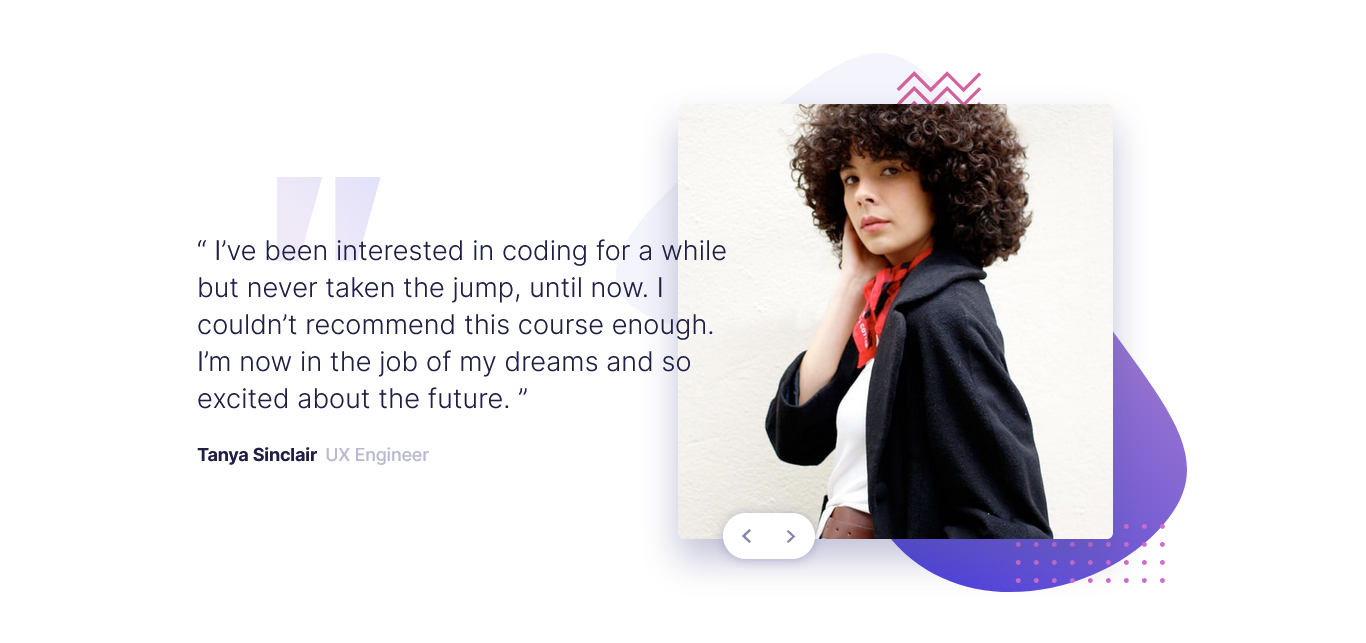 “ I’ve been interested in coding for a while
but never taken the jump, until now. I
couldn’t recommend this course enough.
I’m now in the job of my dreams and so
excited about the future. ”
Tanya Sinclair UX Engineer